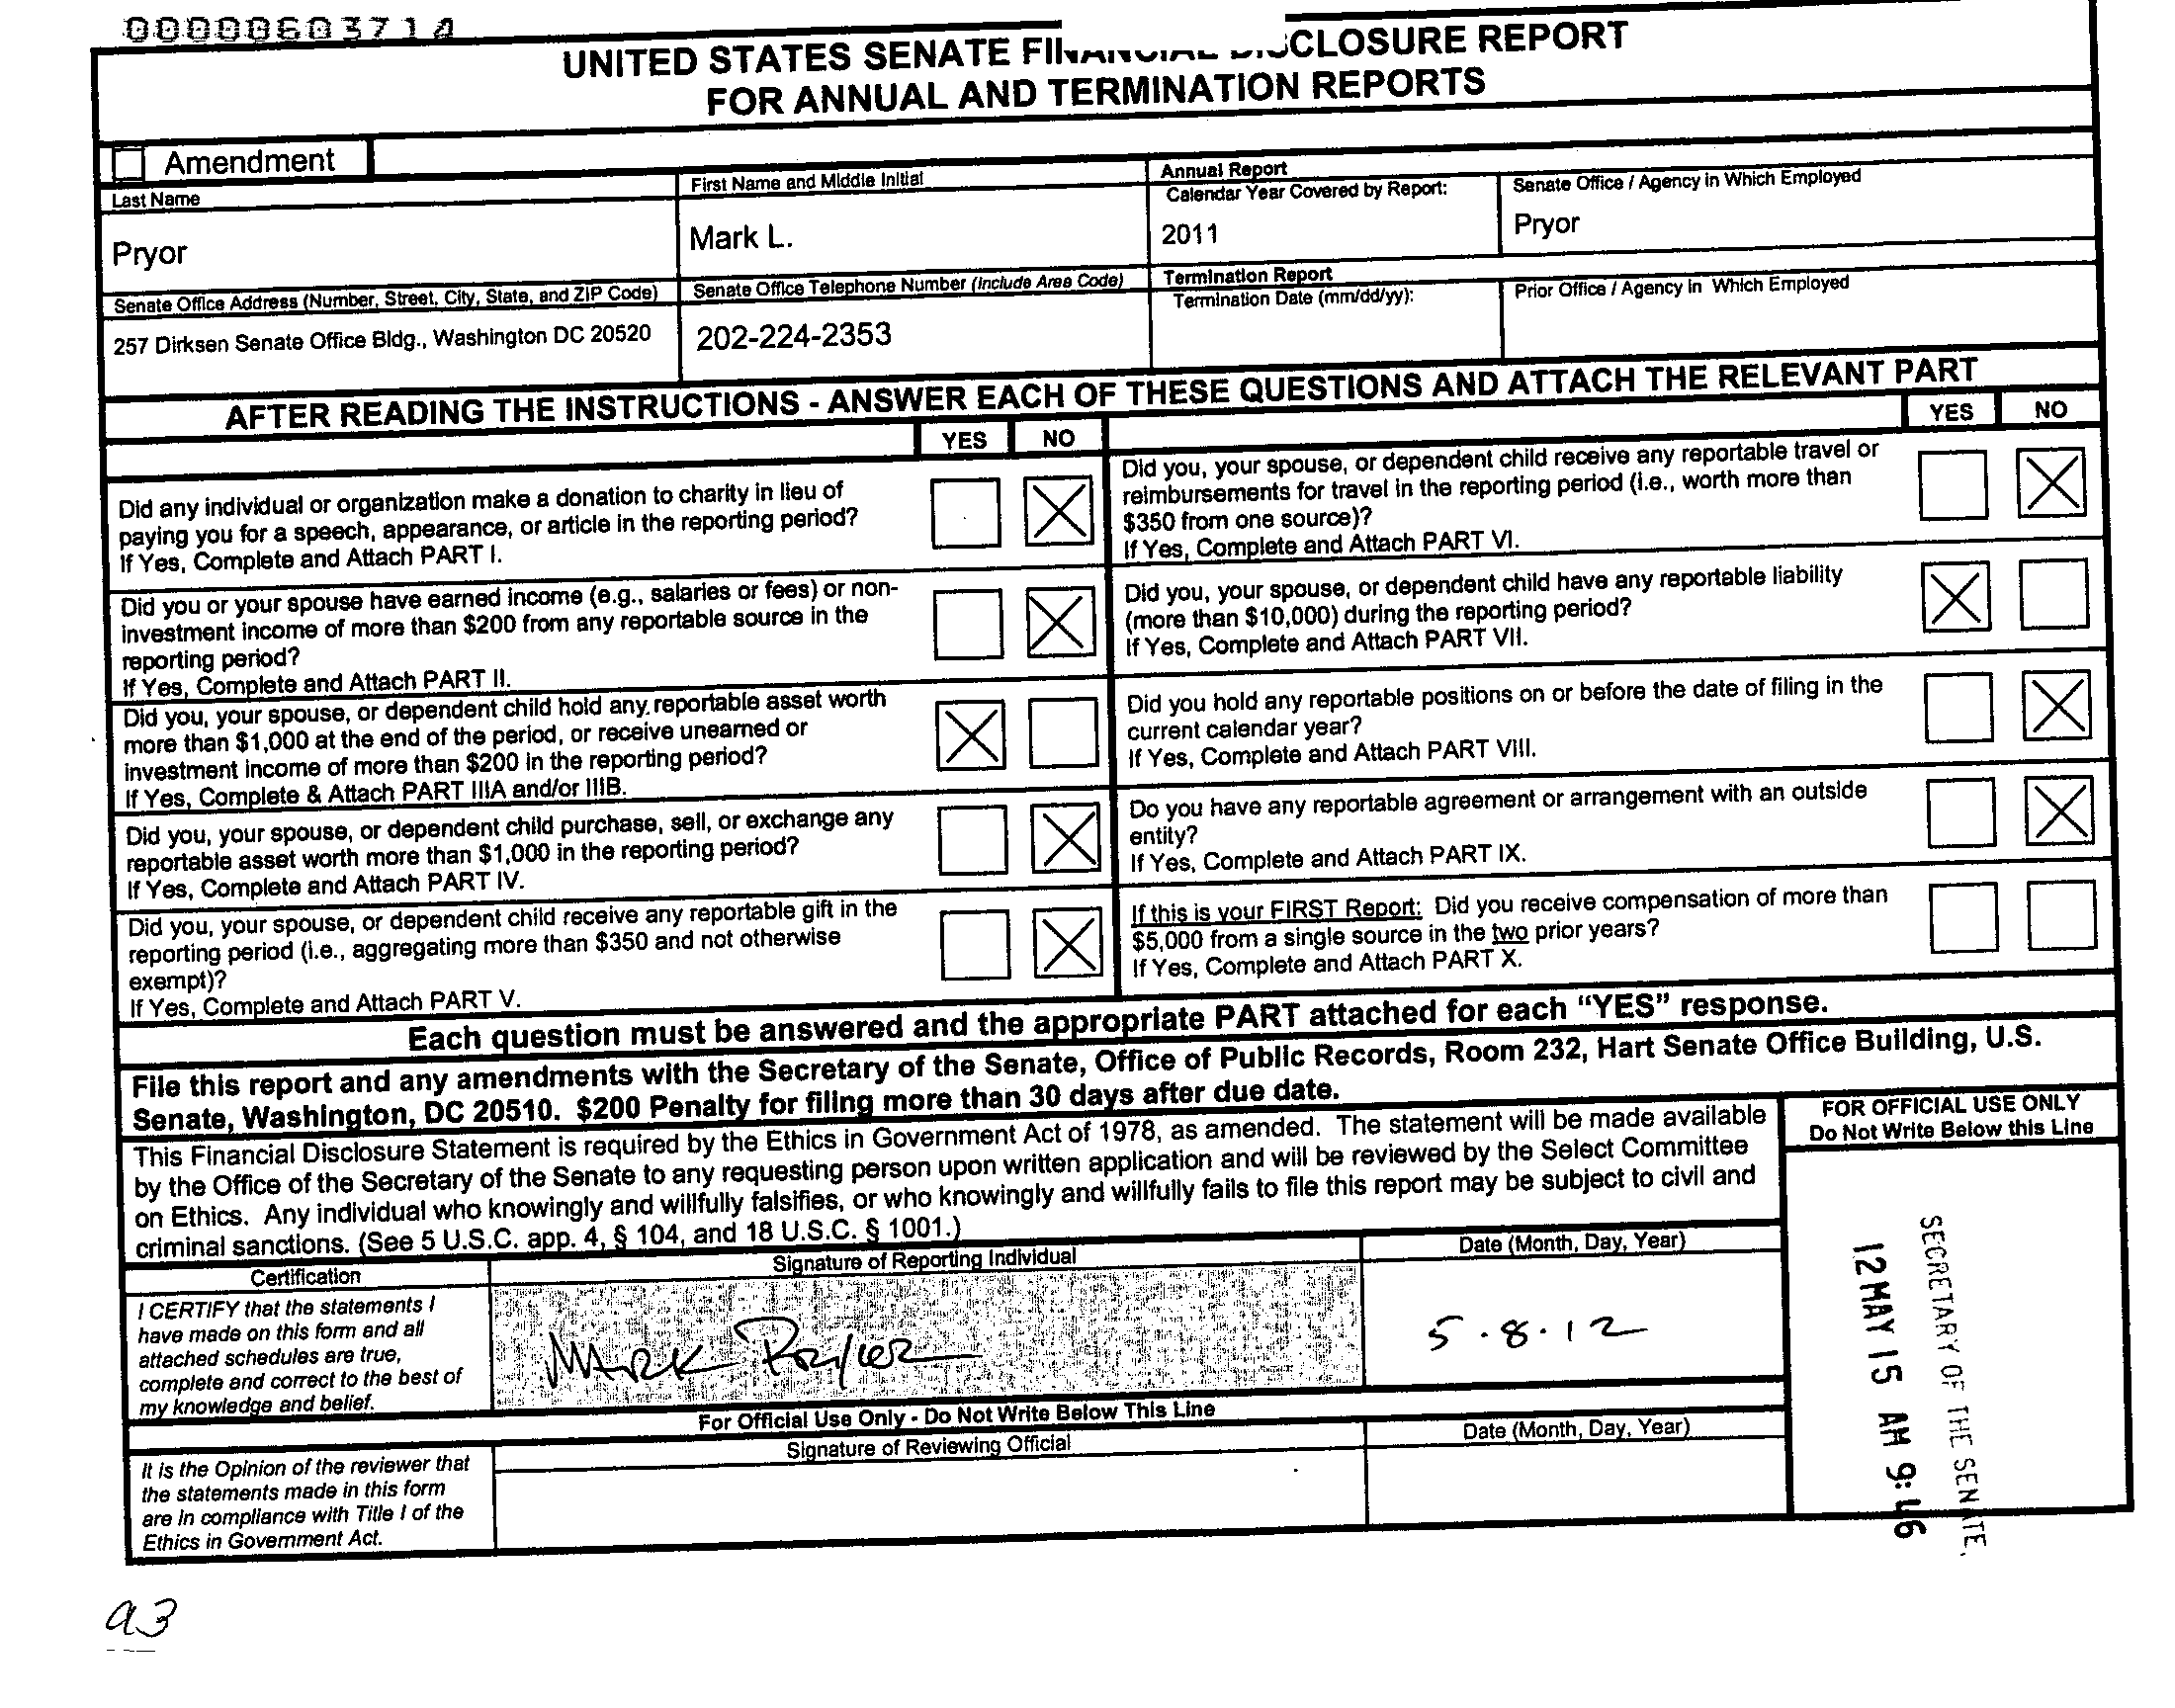 UNITED STATES SENATE FINANCIAL DISCLOSURE REPORT
FOR ANNUAL AND TERMINATION REPORTS
Amendment
Last Name
First Name and Middle Initial
Annual Report
Calendar Year Covered by Report:
Senate Office / Agency in Which Employed
Pryor
Mark L.
2011
Pryor
Senate Office Address (Number, Street, City, State, and ZIP Code)
Senate Office Telephone Number (Include Area Code)
Termination Report
Termination Date (mm/dd/yy):
Prior Office / Agency in Which Employed
257 Dirksen Senate Office Bldg., Washington DC 20520
202-224-2353
AFTER READING THE INSTRUCTIONS - ANSWER EACH OF THESE QUESTIONS AND ATTACH THE RELEVANT PART
YES NO
YES NO
Did any individual or organization make a donation to charity in lieu of
paying you for a speech, appearance, or article in the reporting period?
If Yes, Complete and Attach PART I.
Did you, your spouse, or dependent child receive any reportable travel or
reimbursements for travel in the reporting period (i.e., worth more than
$350 from one source)?
If Yes, Complete and Attach PART VI.
Did you or your spouse have earned income (e.g., salaries or fees) or non-
investment income of more than $200 from any reportable source in the
reporting period?
If Yes, Complete and Attach PART II.
Did you, your spouse, or dependent child have any reportable liability
(more than $10,000) during the reporting period?
If Yes, Complete and Attach PART VII.
Did you, your spouse, or dependent child hold any reportable asset worth
more than $1,000 at the end of the period, or receive unearned or
investment income of more than $200 in the reporting period?
If Yes, Complete & Attach PART IIIA and/or IIIB.
Did you hold any reportable positions on or before the date of filing in the
current calendar year?
If Yes, Complete and Attach PART VIII.
Did you, your spouse, or dependent child purchase, sell, or exchange any
reportable asset worth more than $1,000 in the reporting period?
If Yes, Complete and Attach PART IV.
Do you have any reportable agreement or arrangement with an outside
entity?
If Yes, Complete and Attach PART IX.
Did you, your spouse, or dependent child receive any reportable gift in the
reporting period (i.e., aggregating more than $350 and not otherwise
exempt)?
If Yes, Complete and Attach PART V.
If this is your FIRST Report: Did you receive compensation of more than
$5,000 from a single source in the two prior years?
If Yes, Complete and Attach PART X.
Each question must be answered and the appropriate PART attached for each “YES” response.
File this report and any amendments with the Secretary of the Senate, Office of Public Records, Room 232, Hart Senate Office Building, U.S.
Senate, Washington, DC 20510. $200 Penalty for filing more than 30 days after due date.
This Financial Disclosure Statement is required by the Ethics in Government Act of 1978, as amended. The statement will be made available
by the Office of the Secretary of the Senate to any requesting person upon written application and will be reviewed by the Select Committee
on Ethics. Any individual who knowingly and willfully falsifies, or who knowingly and willfully fails to file this report may be subject to civil and
criminal sanctions. (See 5 U.S.C. app. 4, § 104, and 18 U.S.C. § 1001.)
FOR OFFICIAL USE ONLY
Do Not Write Below this Line
Certification
Signature of Reporting Individual
Date (Month, Day, Year)
I CERTIFY that the statements I
have made on this form and all
attached schedules are true,
complete and correct to the best of
my knowledge and belief.
Mark Pryor
5.8.12
SECRETARY OF THE SENATE
12 MAY 15 AM 9:46
For Official Use Only - Do Not Write Below This Line
Signature of Reviewing Official
Date (Month, Day, Year)
It is the Opinion of the reviewer that
the statements made in this form
are in compliance with Title I of the
Ethics in Government Act.